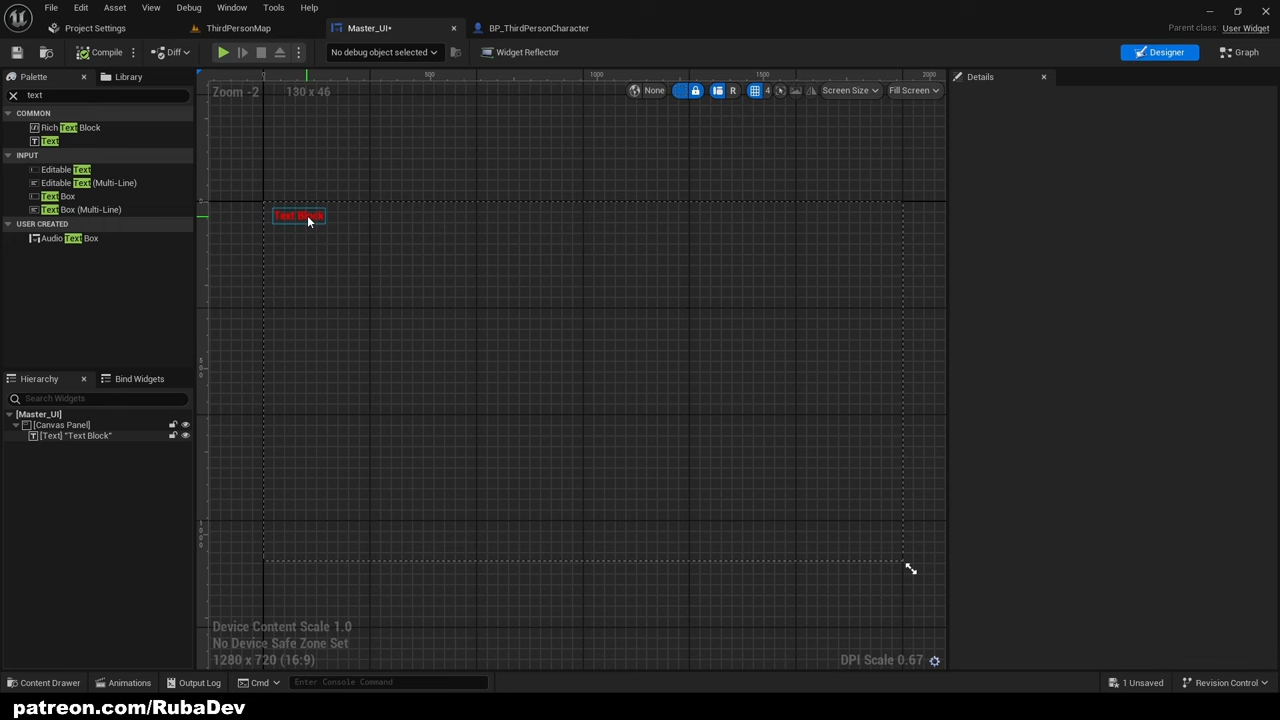 File Edit Asset View Debug Window Tools Help
Project Settings ThirdPersonMap Master_UI• BP_ThirdPersonCharacter Parent class: User Widget
Compile Diff No debug object selected Widget Reflector Designer Graph
Palette Library
text
COMMON
Rich Text Block
Text
INPUT
Editable Text
Editable Text (Multi-Line)
Text Box
Text Box (Multi-Line)
USER CREATED
Audio Text Box
Hierarchy Bind Widgets
Search Widgets
[Master_UI]
[Canvas Panel]
[Text] "Text Block"
0 500 1000 1500 2000
Zoom -2 130 x 46 None R 4 Screen Size Fill Screen
0
Text Block
500
1000
Device Content Scale 1.0
No Device Safe Zone Set
1280 x 720 (16:9) DPI Scale 0.67
Details
Content Drawer Animations Output Log Cmd Enter Console Command 1 Unsaved Revision Control
patreon.com/RubaDev